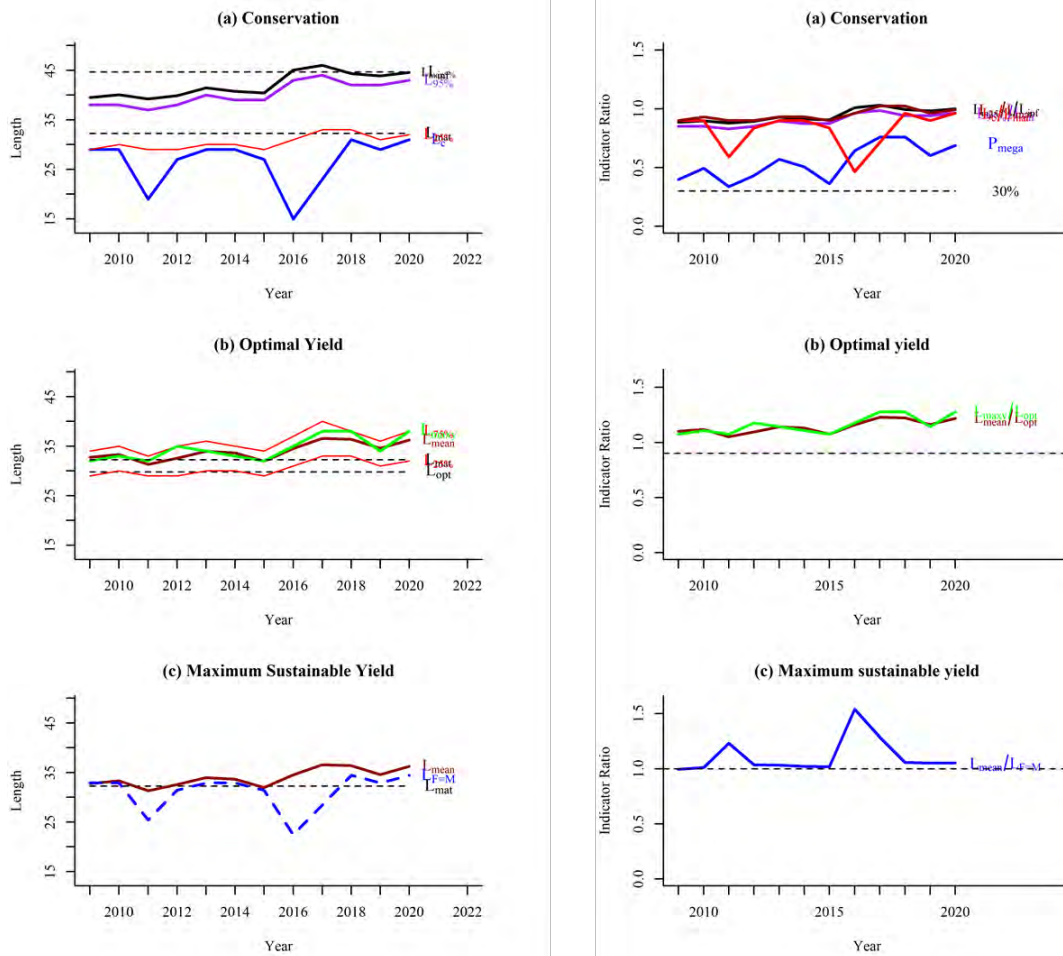 (a) Conservation
Length
45
35
25
15
L95%
Lmat
Lc
2010 2012 2014 2016 2018 2020 2022
Year
(b) Optimal Yield
Length
45
35
25
15
L75%
Lmean
Lmat
Lopt
2010 2012 2014 2016 2018 2020 2022
Year
(c) Maximum Sustainable Yield
Length
45
35
25
15
Lmean
LF=M
Lmat
2010 2012 2014 2016 2018 2020 2022
Year
(a) Conservation
Indicator Ratio
1.5
1.0
0.5
0.0
Pmega
30%
2010 2015 2020
Year
(b) Optimal yield
Indicator Ratio
1.5
1.0
0.5
0.0
Lmaxy/Lopt
Lmean/Lopt
2010 2015 2020
Year
(c) Maximum sustainable yield
Indicator Ratio
1.5
1.0
0.5
0.0
Lmean/LF=M
2010 2015 2020
Year